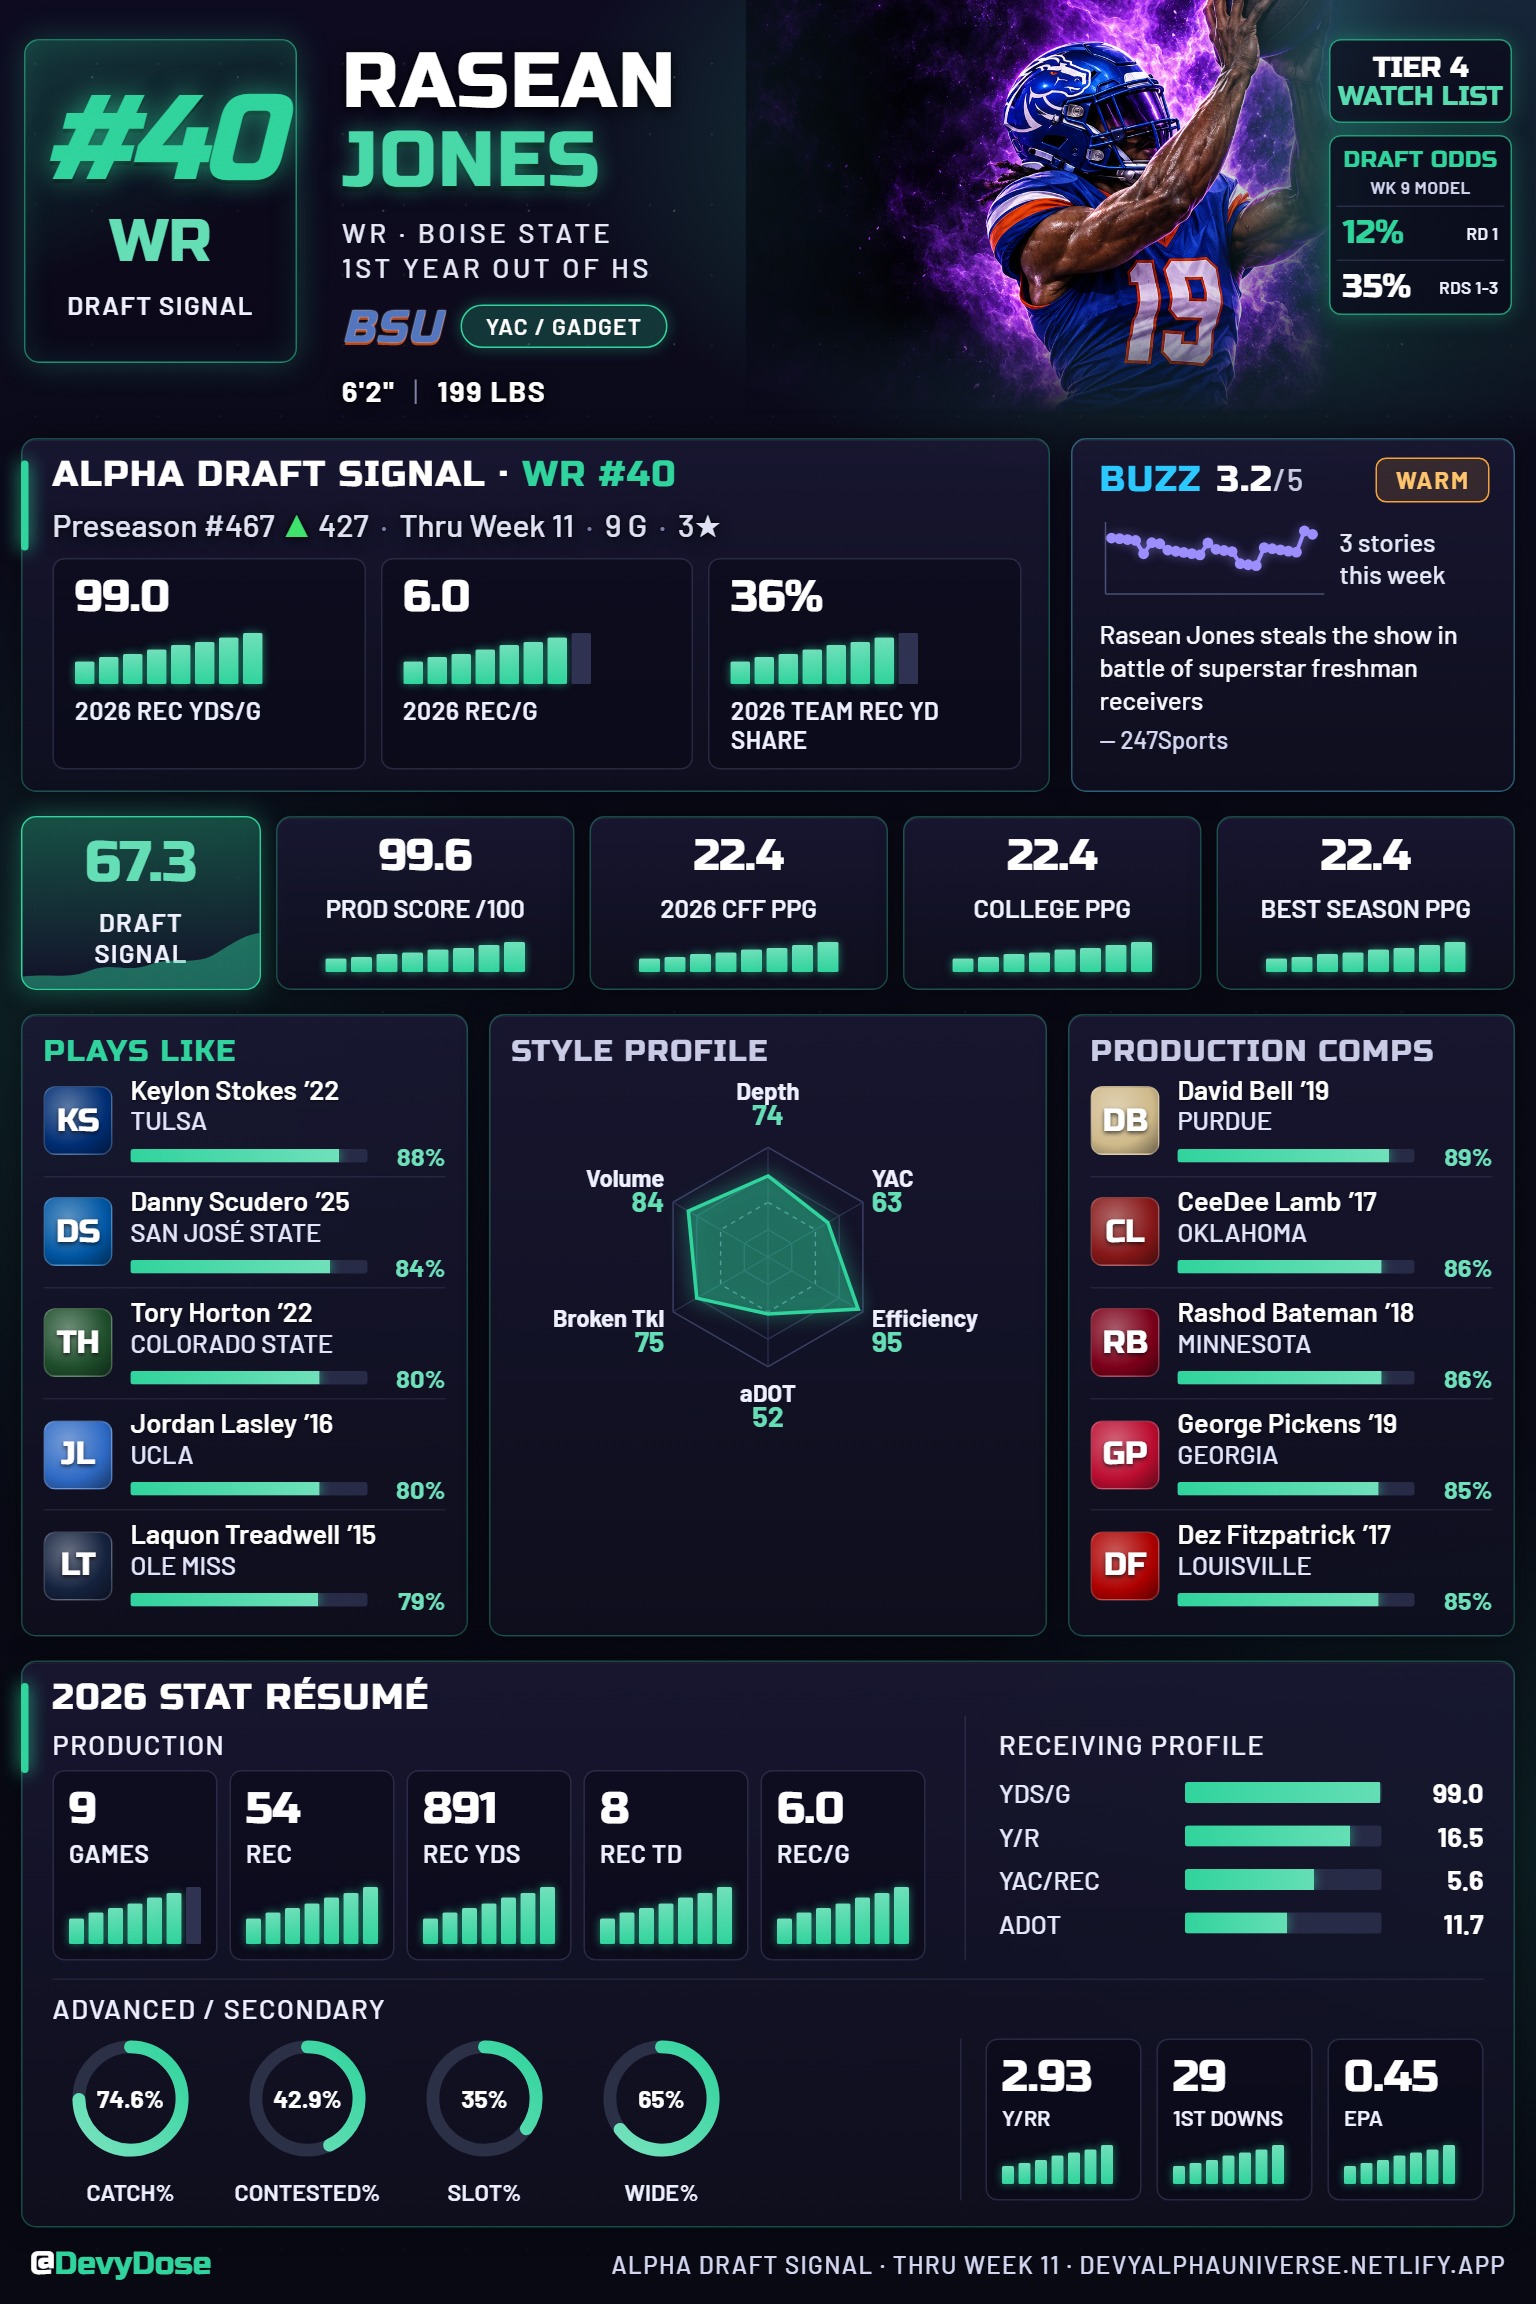 #40
WR
DRAFT SIGNAL
RASEAN
JONES
WR · BOISE STATE
1ST YEAR OUT OF HS
BSU
YAC / GADGET
6'2" | 199 LBS
19
TIER 4
WATCH LIST
DRAFT ODDS
WK 9 MODEL
12% RD 1
35% RDS 1-3
ALPHA DRAFT SIGNAL · WR #40
Preseason #467 ▲ 427 · Thru Week 11 · 9 G · 3★
99.0
2026 REC YDS/G
6.0
2026 REC/G
36%
2026 TEAM REC YD
SHARE
BUZZ 3.2/5
WARM
3 stories
this week
Rasean Jones steals the show in
battle of superstar freshman
receivers
— 247Sports
67.3
DRAFT
SIGNAL
99.6
PROD SCORE /100
22.4
2026 CFF PPG
22.4
COLLEGE PPG
22.4
BEST SEASON PPG
PLAYS LIKE
KS
Keylon Stokes ’22
TULSA
88%
DS
Danny Scudero ’25
SAN JOSÉ STATE
84%
TH
Tory Horton ’22
COLORADO STATE
80%
JL
Jordan Lasley ’16
UCLA
80%
LT
Laquon Treadwell ’15
OLE MISS
79%
STYLE PROFILE
Depth
74
Volume
84
YAC
63
Broken Tkl
75
Efficiency
95
aDOT
52
PRODUCTION COMPS
DB
David Bell ’19
PURDUE
89%
CL
CeeDee Lamb ’17
OKLAHOMA
86%
RB
Rashod Bateman ’18
MINNESOTA
86%
GP
George Pickens ’19
GEORGIA
85%
DF
Dez Fitzpatrick ’17
LOUISVILLE
85%
2026 STAT RÉSUMÉ
PRODUCTION
9
GAMES
54
REC
891
REC YDS
8
REC TD
6.0
REC/G
RECEIVING PROFILE
YDS/G 99.0
Y/R 16.5
YAC/REC 5.6
ADOT 11.7
ADVANCED / SECONDARY
74.6%
CATCH%
42.9%
CONTESTED%
35%
SLOT%
65%
WIDE%
2.93
Y/RR
29
1ST DOWNS
0.45
EPA
@DevyDose
ALPHA DRAFT SIGNAL · THRU WEEK 11 · DEVYALPHAUNIVERSE.NETLIFY.APP